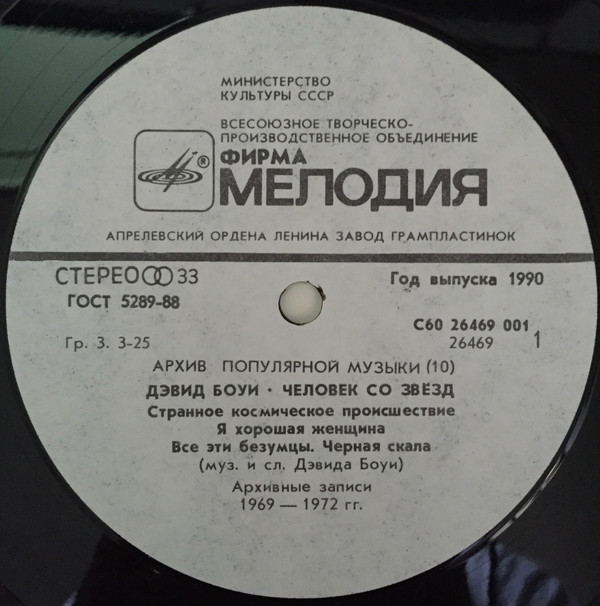 МИНИСТЕРСТВО
КУЛЬТУРЫ СССР
ВСЕСОЮЗНОЕ ТВОРЧЕСКО-
ПРОИЗВОДСТВЕННОЕ ОБЪЕДИНЕНИЕ
ФИРМА
®
МЕЛОДИЯ
АПРЕЛЕВСКИЙ ОРДЕНА ЛЕНИНА ЗАВОД ГРАМПЛАСТИНОК
СТЕРЕО 33
Год выпуска 1990
ГОСТ 5289-88
С60 26469 001
Гр. 3. 3-25
26469 1
АРХИВ ПОПУЛЯРНОЙ МУЗЫКИ (10)
ДЭВИД БОУИ · ЧЕЛОВЕК СО ЗВЁЗД
Странное космическое происшествие
Я хорошая женщина
Все эти безумцы. Черная скала
(муз. и сл. Дэвида Боуи)
Архивные записи
1969 — 1972 гг.